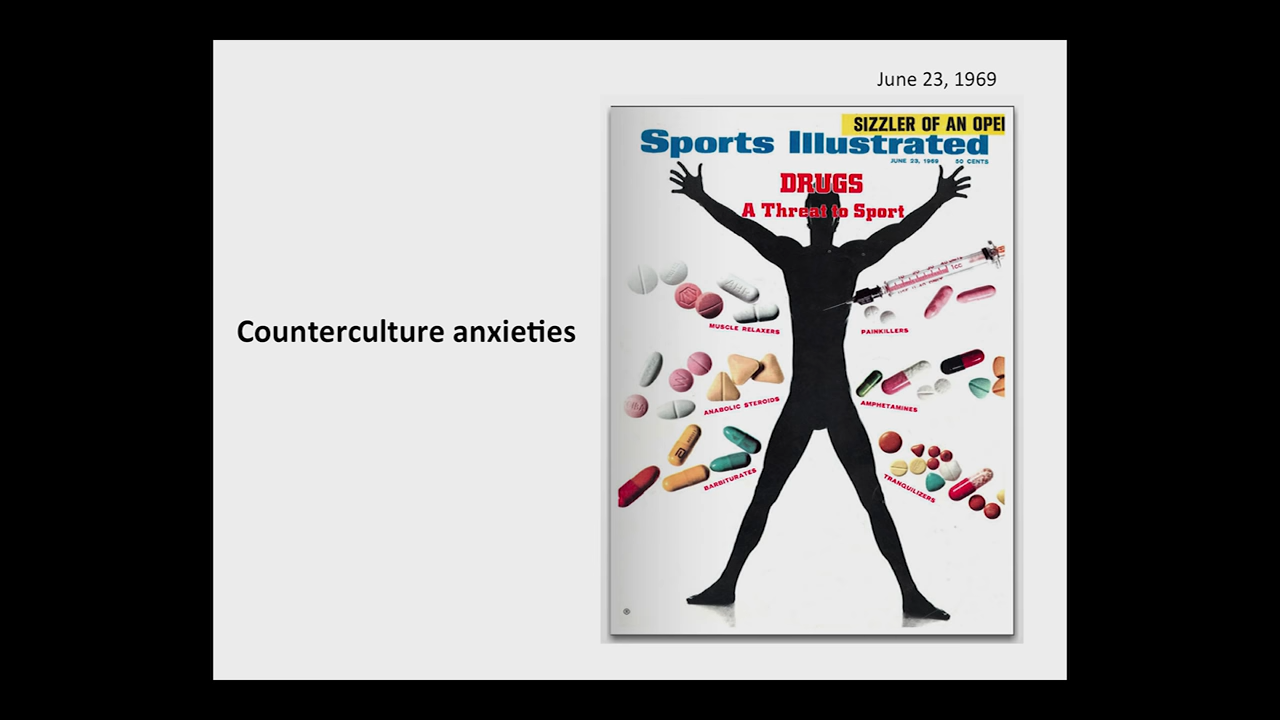 June 23, 1969
Counterculture anxieties
SIZZLER OF AN OPE
Sports Illustrated
JUNE 23, 1969 50 CENTS
DRUGS
A Threat to Sport
1cc
MUSCLE RELAXERS
PAINKILLERS
ANABOLIC STEROIDS
AMPHETAMINES
BARBITURATES
TRANQUILIZERS
®